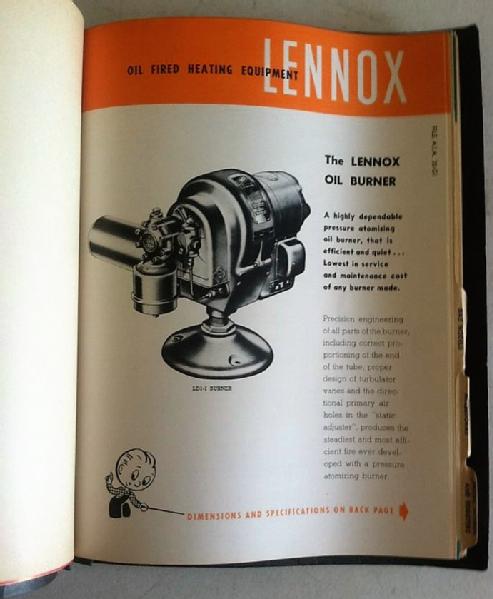 OIL FIRED HEATING EQUIPMENT
LENNOX
FILE A.I.A. 30-G1
The LENNOX
OIL BURNER
A highly dependable
pressure atomizing
oil burner, that is
efficient and quiet...
Lowest in service
and maintenance cost
of any burner made.
Precision engineering
of all parts of the burner,
including correct pro-
portioning of the end
of the tube, proper
design of turbulator
vanes and the direc-
tional primary air
holes in the "static
adjuster", produces the
steadiest and most effi-
cient fire ever devel-
oped with a pressure
atomizing burner.
BURNER
DIMENSIONS AND SPECIFICATIONS ON BACK PAGE